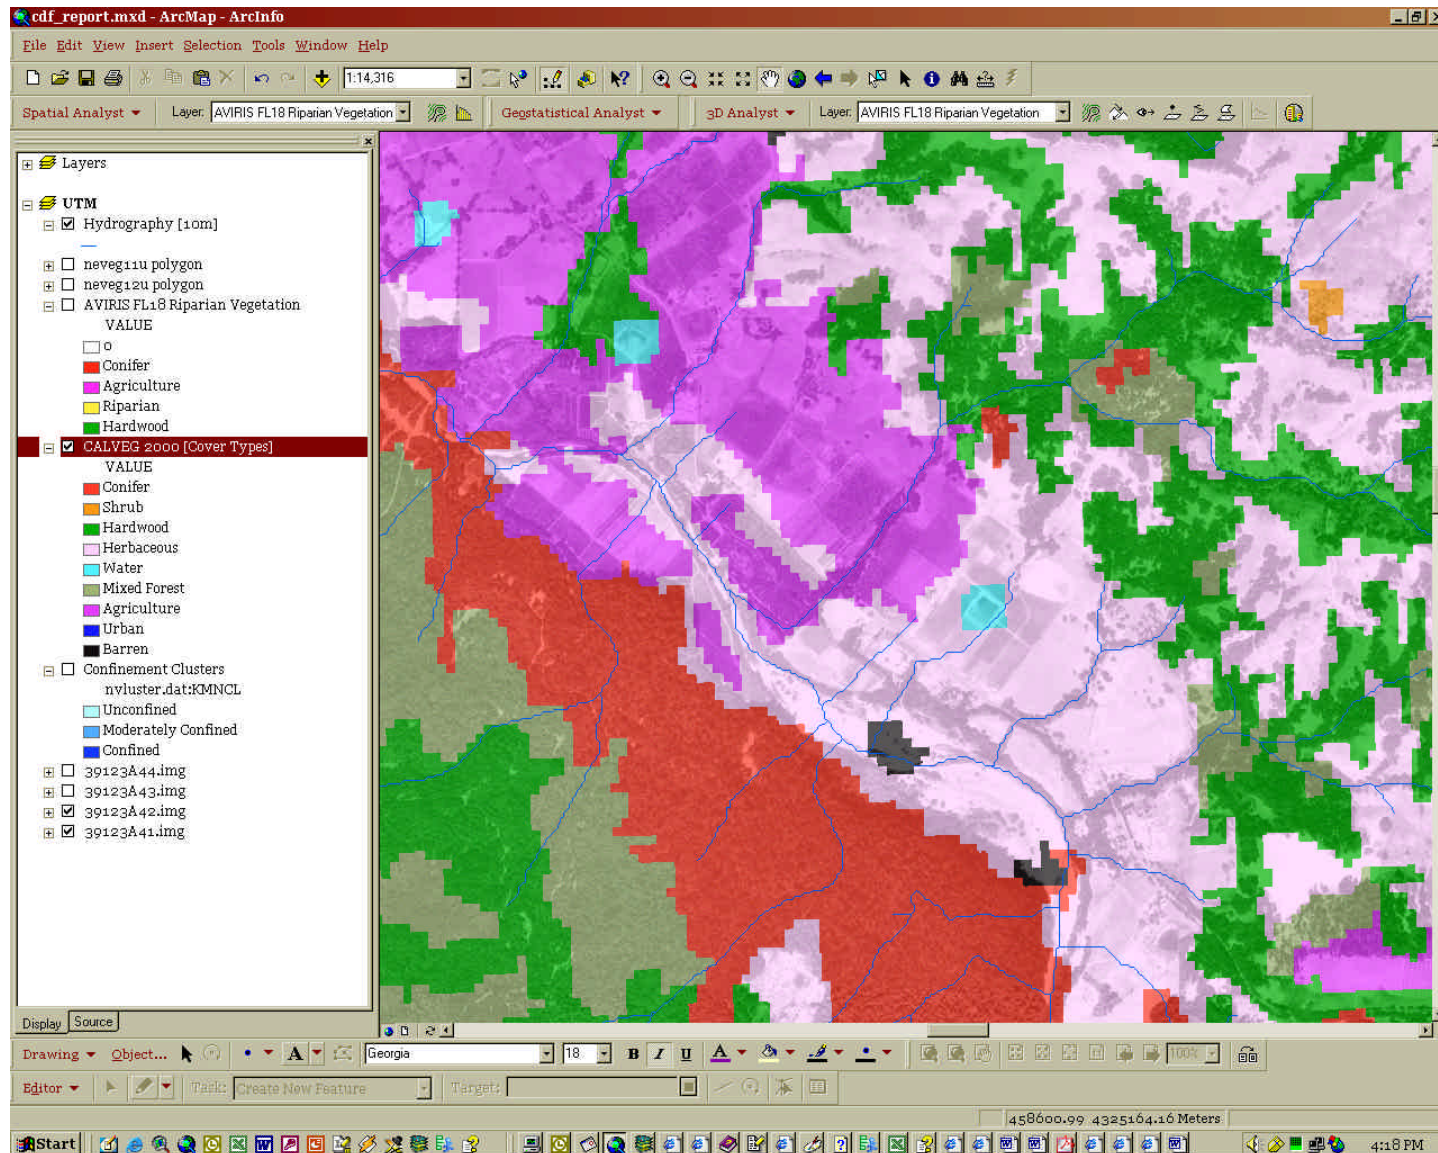 cdf_report.mxd - ArcMap - ArcInfo
File Edit View Insert Selection Tools Window Help
1:14,316
Spatial Analyst Layer: AVIRIS FL18 Riparian Vegetation Geostatistical Analyst 3D Analyst Layer: AVIRIS FL18 Riparian Vegetation
Layers
UTM
Hydrography [10m]
neveg11u polygon
neveg12u polygon
AVIRIS FL18 Riparian Vegetation
VALUE
0
Conifer
Agriculture
Riparian
Hardwood
CALVEG 2000 [Cover Types]
VALUE
Conifer
Shrub
Hardwood
Herbaceous
Water
Mixed Forest
Agriculture
Urban
Barren
Confinement Clusters
nvluster.dat:KMNCL
Unconfined
Moderately Confined
Confined
39123A44.img
39123A43.img
39123A42.img
39123A41.img
Display Source
Drawing Object... A Georgia 18 B I U A 100%
Editor Task: Create New Feature Target:
458600.99 4325164.16 Meters
Start 4:18 PM